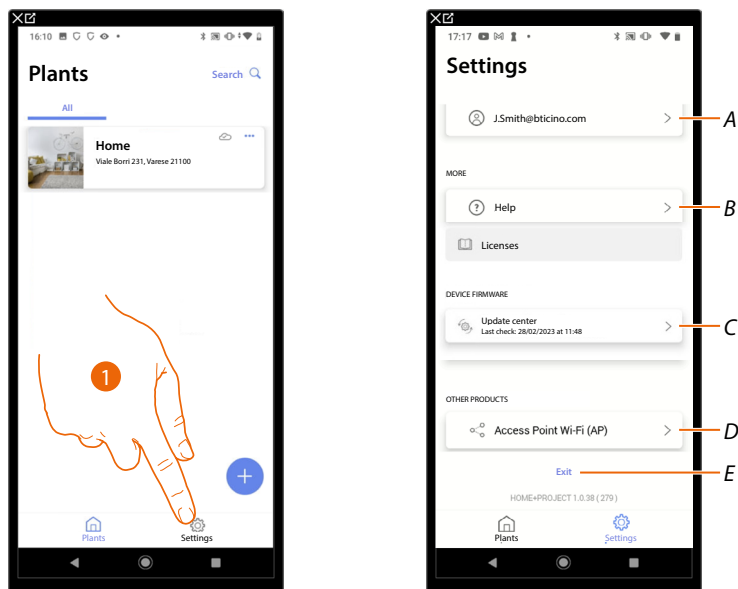 16:10
Plants
Search
All
Home
Viale Borri 231, Varese 21100
1
+
Plants
Settings
17:17
Settings
J.Smith@bticino.com
A
MORE
? Help
B
Licenses
DEVICE FIRMWARE
Update center
Last check: 28/02/2023 at 11:48
C
OTHER PRODUCTS
Access Point Wi-Fi (AP)
D
Exit
E
HOME+PROJECT 1.0.38 ( 279 )
Plants
Settings